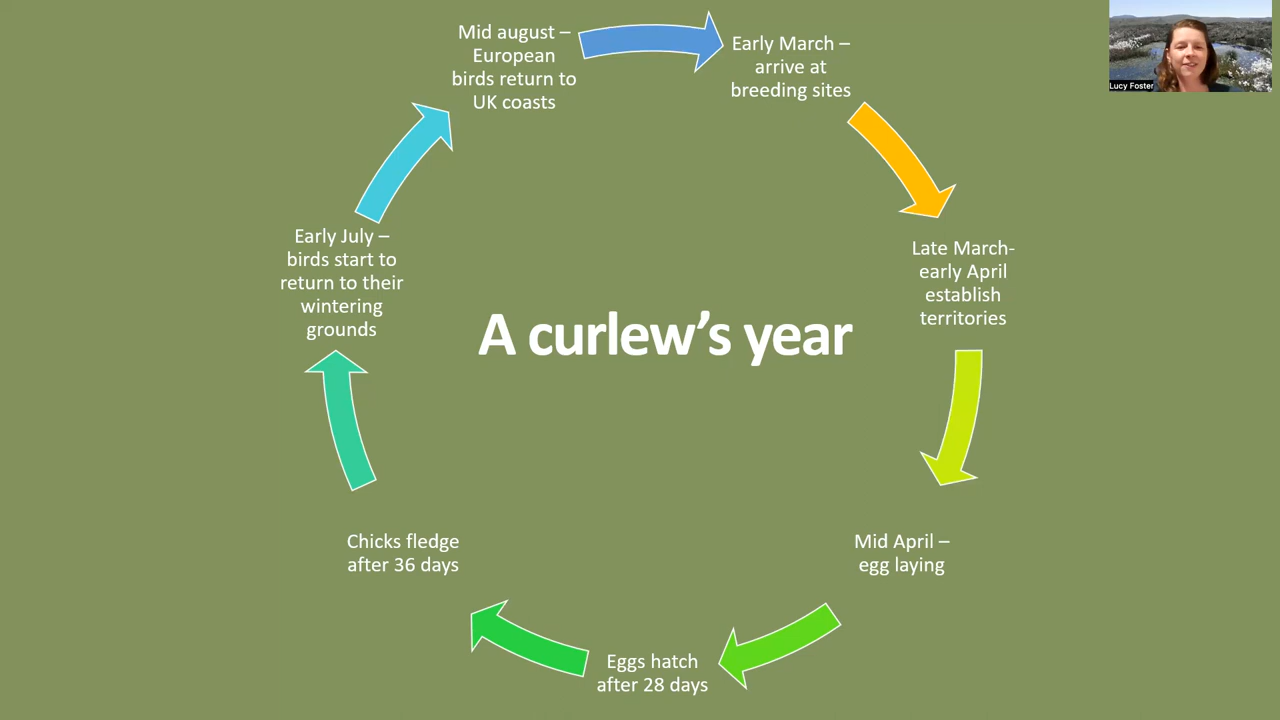 A curlew’s year
Early March –
arrive at
breeding sites
Late March-
early April
establish
territories
Mid April –
egg laying
Eggs hatch
after 28 days
Chicks fledge
after 36 days
Early July –
birds start to
return to their
wintering
grounds
Mid august –
European
birds return to
UK coasts
Lucy Foster